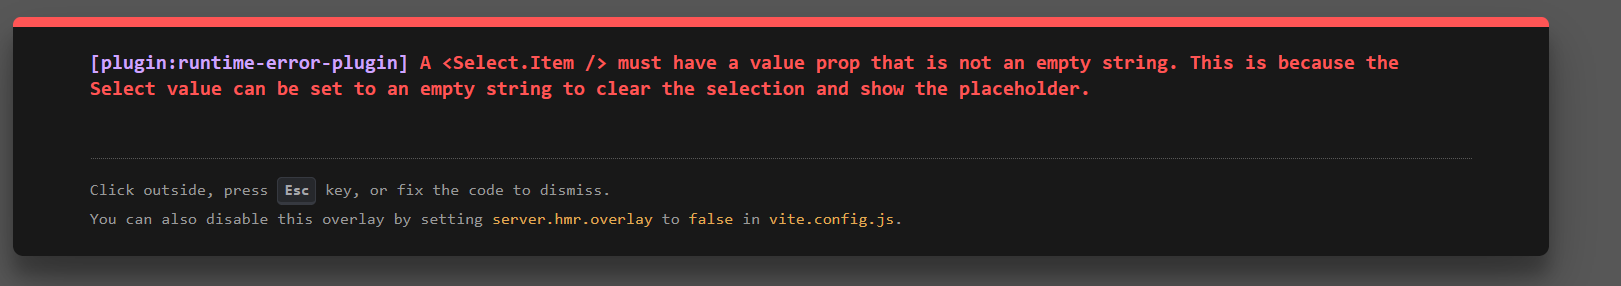 [plugin:runtime-error-plugin] A <Select.Item /> must have a value prop that is not an empty string. This is because the
Select value can be set to an empty string to clear the selection and show the placeholder.
Click outside, press Esc key, or fix the code to dismiss.
You can also disable this overlay by setting server.hmr.overlay to false in vite.config.js.